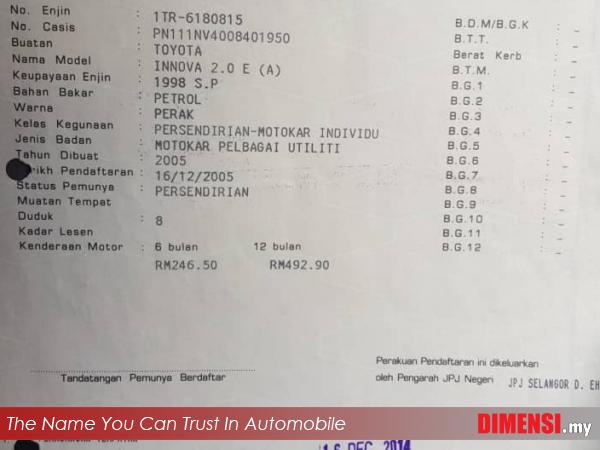 No. Enjin : 1TR-6180815
No. Casis : PN111NV4008401950
Buatan : TOYOTA
Nama Model : INNOVA 2.0 E (A)
Keupayaan Enjin : 1998 S.P
Bahan Bakar : PETROL
Warna : PERAK
Kelas Kegunaan : PERSENDIRIAN-MOTOKAR INDIVIDU
Jenis Badan : MOTOKAR PELBAGAI UTILITI
Tahun Dibuat : 2005
rikh Pendaftaran : 16/12/2005
Status Pemunya : PERSENDIRIAN
Muatan Tempat
Duduk : 8
Kadar Lesen
Kenderaan Motor : 6 bulan 12 bulan
RM246.50 RM492.90
B.D.M/B.G.K : _
B.T.T. : _
Berat Kerb : _
B.T.M. : _
B.G.1 : _
B.G.2 : _
B.G.3 : _
B.G.4 : _
B.G.5 : _
B.G.6 : _
B.G.7 : _
B.G.8 : _
B.G.9 : _
B.G.10 : _
B.G.11 : _
B.G.12 : _
Tandatangan Pemunya Berdaftar
Perakuan Pendaftaran ini dikeluarkan
oleh Pengarah JPJ Negeri JPJ SELANGOR D. EH
The Name You Can Trust In Automobile
DIMENSI.my
16 DEC 2014